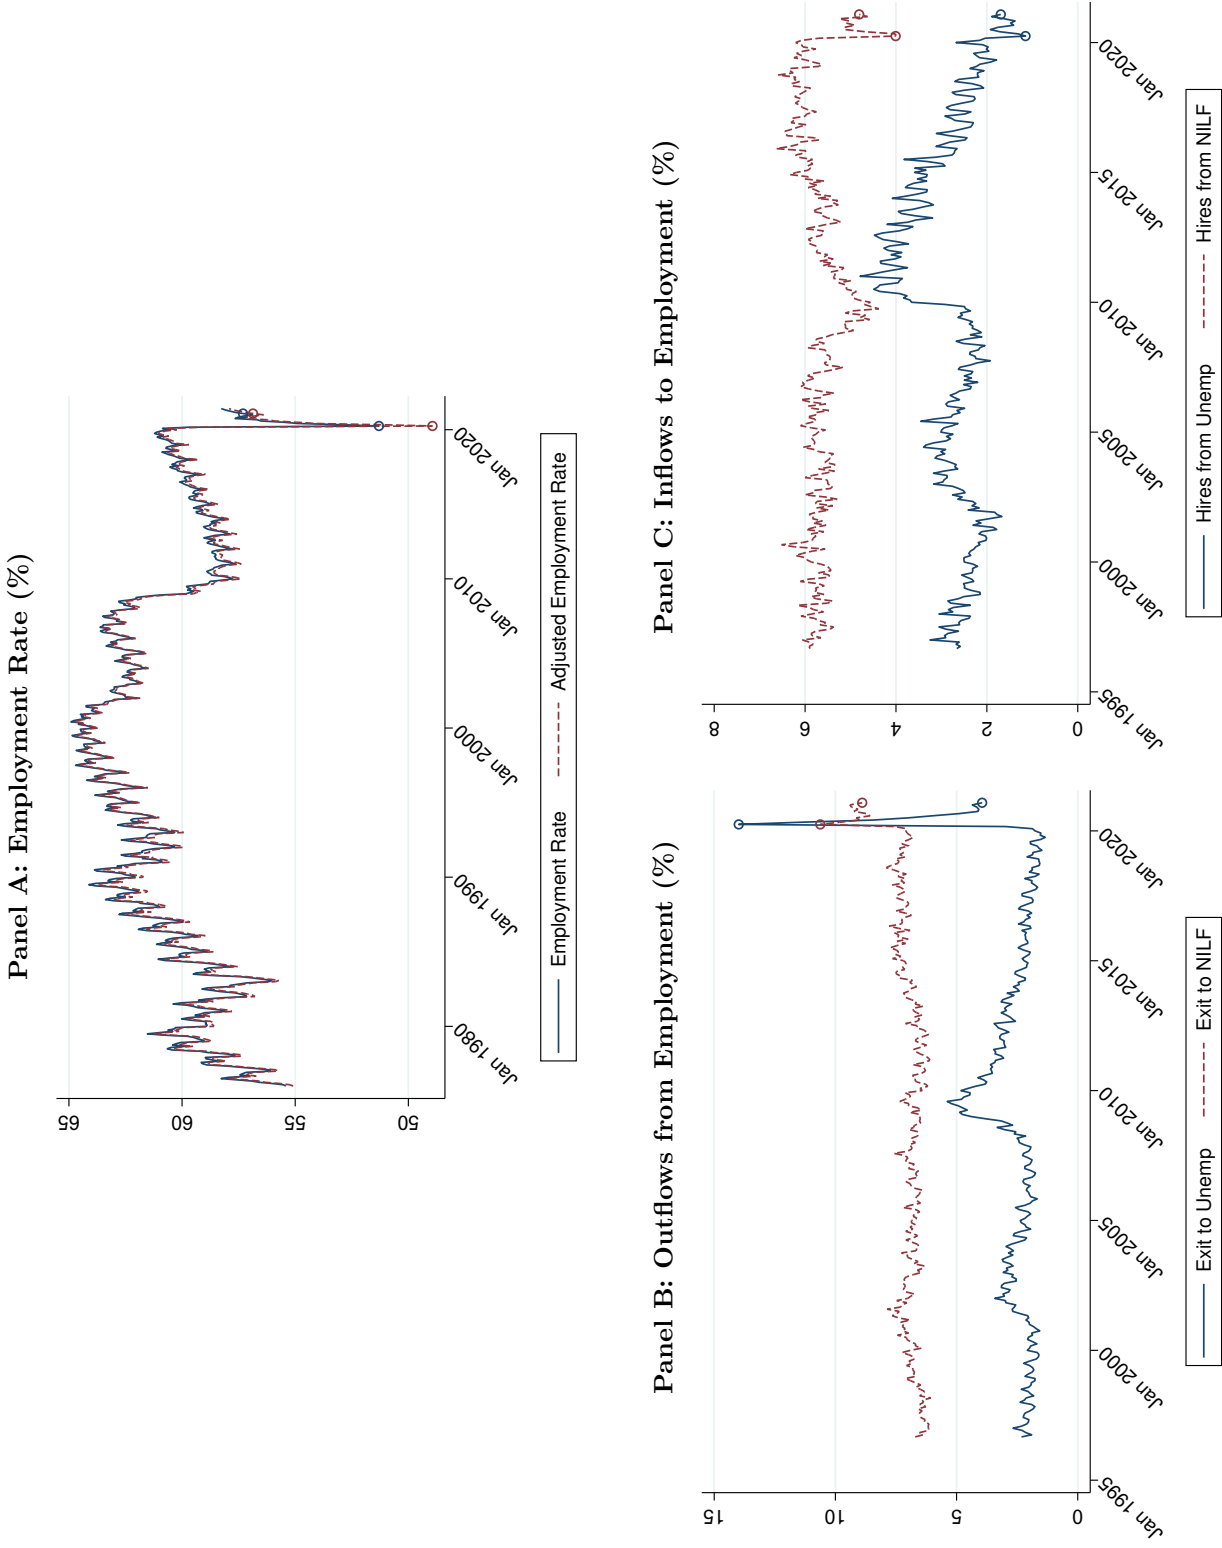 Panel A: Employment Rate (%)
65
60
55
50
Jan 1980
Jan 1990
Jan 2000
Jan 2010
Jan 2020
Employment Rate
Adjusted Employment Rate
Panel B: Outflows from Employment (%)
15
10
5
0
Jan 1995
Jan 2000
Jan 2005
Jan 2010
Jan 2015
Jan 2020
Exit to Unemp
Exit to NILF
Panel C: Inflows to Employment (%)
8
6
4
2
0
Jan 1995
Jan 2000
Jan 2005
Jan 2010
Jan 2015
Jan 2020
Hires from Unemp
Hires from NILF